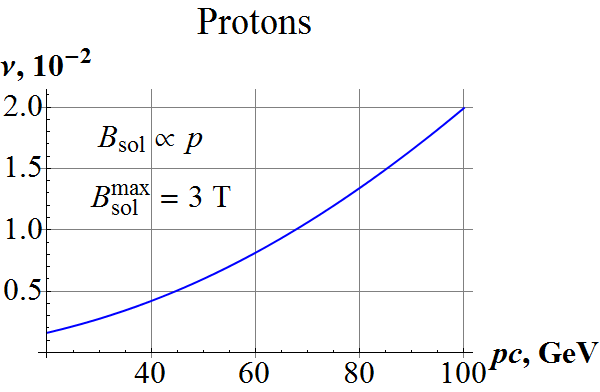 Protons
ν, 10⁻²
2.0
B_sol ∝ p
1.5
B_sol^max = 3 T
1.0
0.5
40 60 80 100 pc, GeV